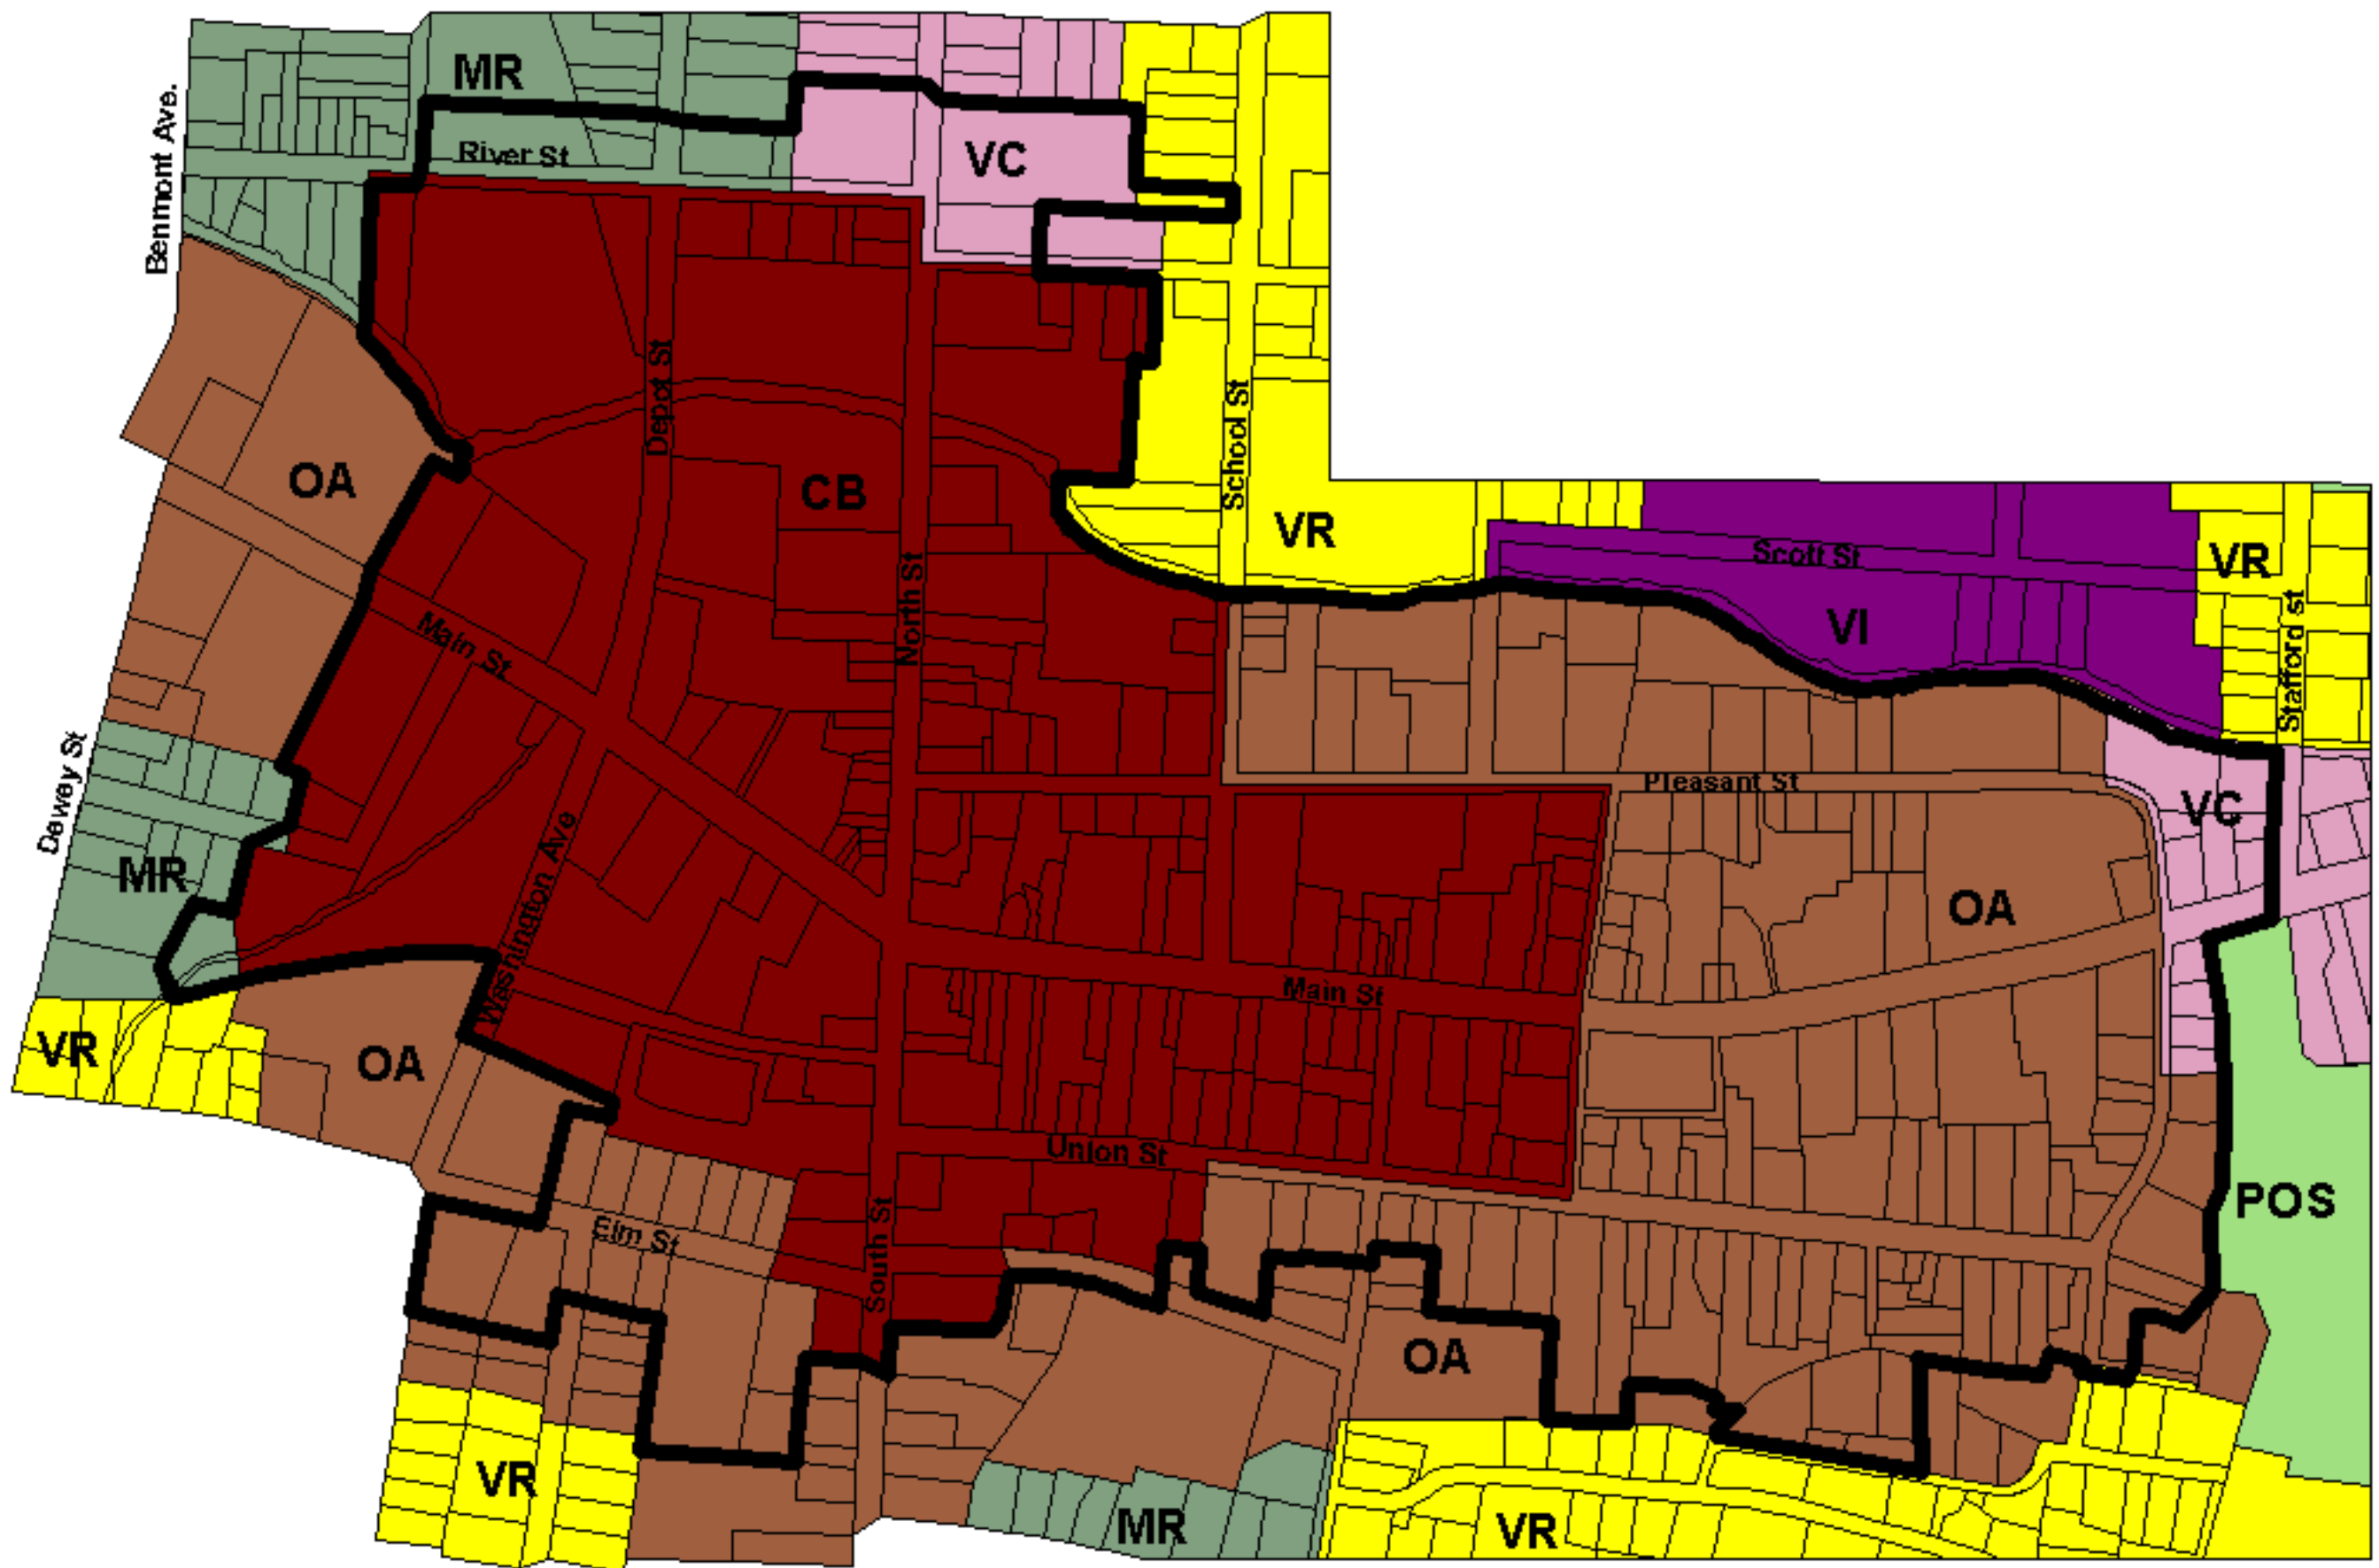 MR
Benmont Ave.
River St
VC
OA
Depot St
CB
School St
VR
Scott St
VR
VI
Stafford st
North St
Main St
Pleasant St
VC
Dewey St
MR
Washington Ave
OA
Main St
VR
OA
Union St
POS
Elm St
South St
OA
VR
MR
VR